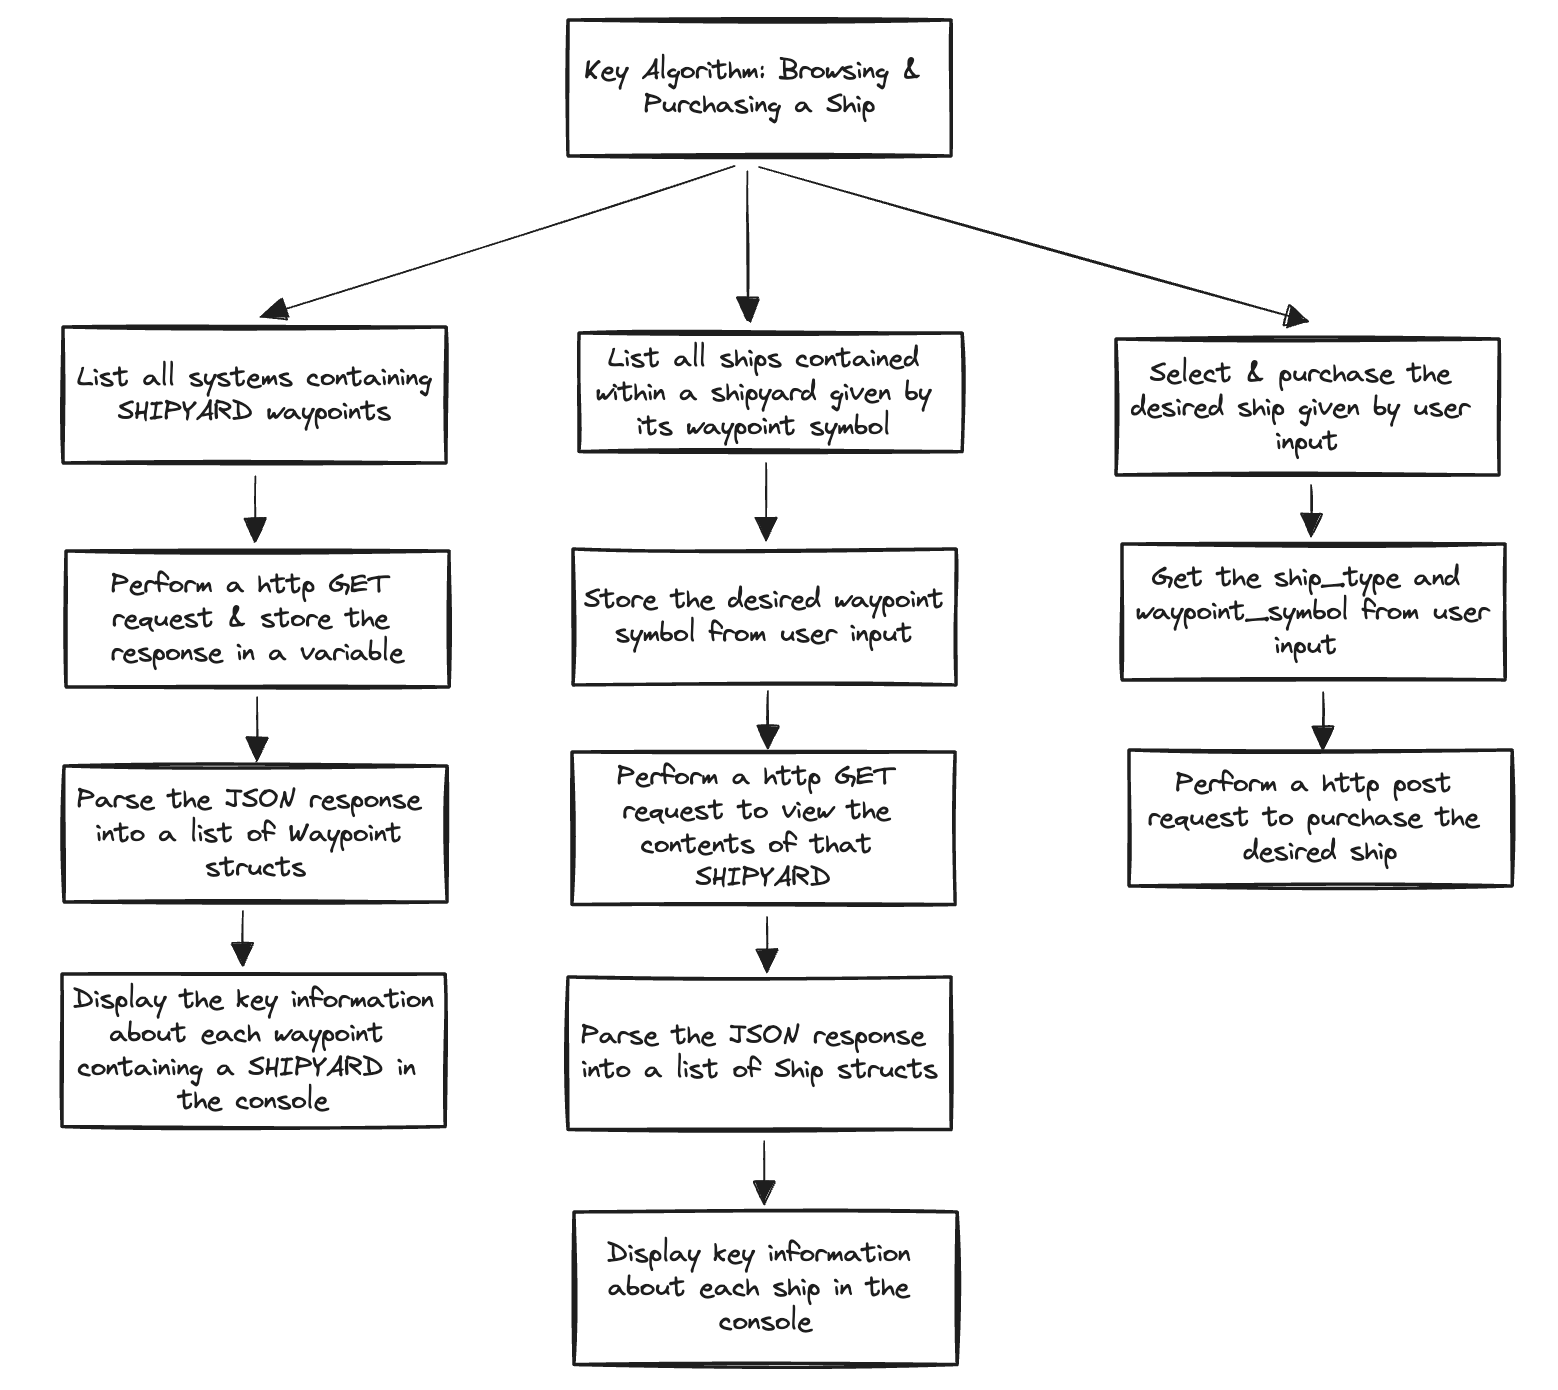 Key Algorithm: Browsing &
Purchasing a Ship
List all systems containing
SHIPYARD waypoints
Perform a http GET
request & store the
response in a variable
Parse the JSON response
into a list of Waypoint
structs
Display the key information
about each waypoint
containing a SHIPYARD in
the console
List all ships contained
within a shipyard given by
its waypoint symbol
Store the desired waypoint
symbol from user input
Perform a http GET
request to view the
contents of that
SHIPYARD
Parse the JSON response
into a list of Ship structs
Display key information
about each ship in the
console
Select & purchase the
desired ship given by user
input
Get the ship_type and
waypoint_symbol from user
input
Perform a http post
request to purchase the
desired ship